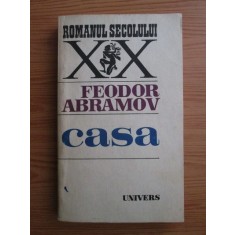 ROMANUL SECOLULUI
XX
FEODOR
ABRAMOV
casa
UNIVERS